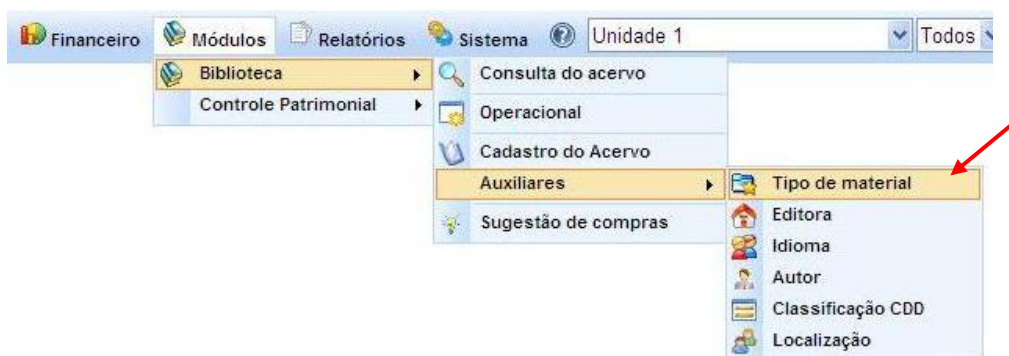 Financeiro Módulos Relatórios Sistema Unidade 1 Todos
Biblioteca
Controle Patrimonial
Consulta do acervo
Operacional
Cadastro do Acervo
Auxiliares
Sugestão de compras
Tipo de material
Editora
Idioma
Autor
Classificação CDD
Localização